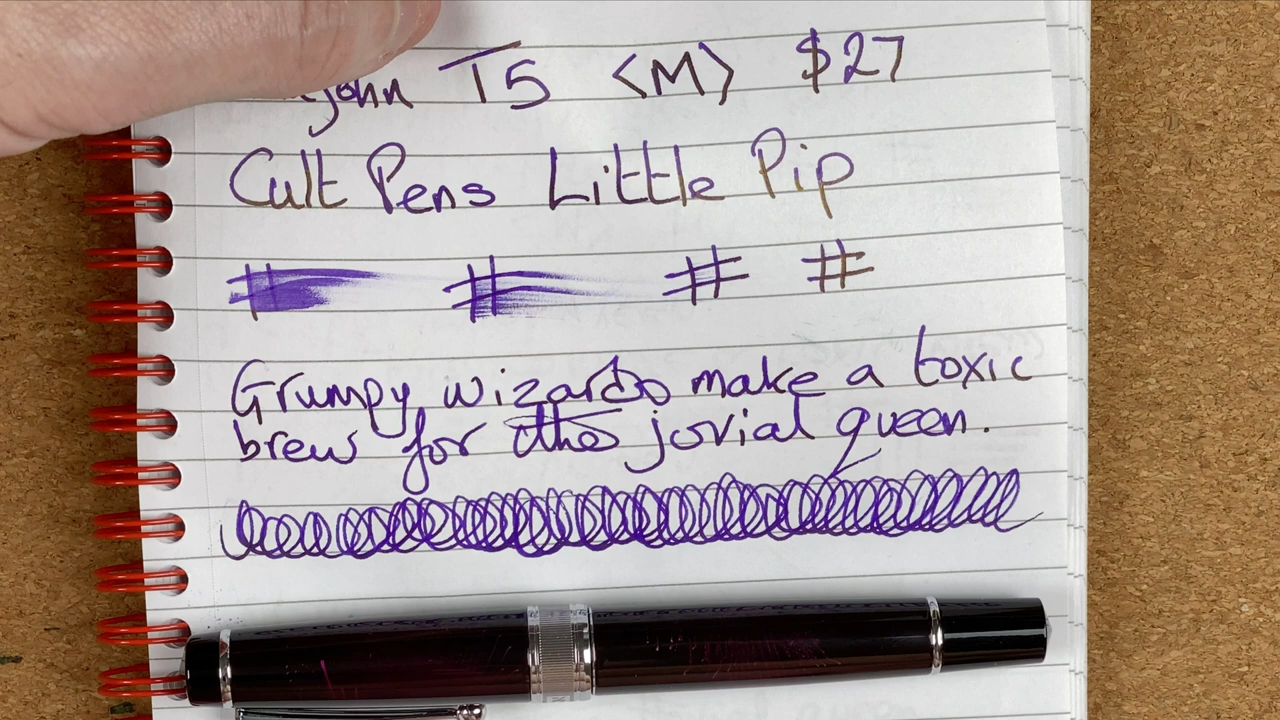 john T5 <M> $27
Cult Pens Little Pip
# # # #
Grumpy wizards make a toxic
brew for the jovial queen.